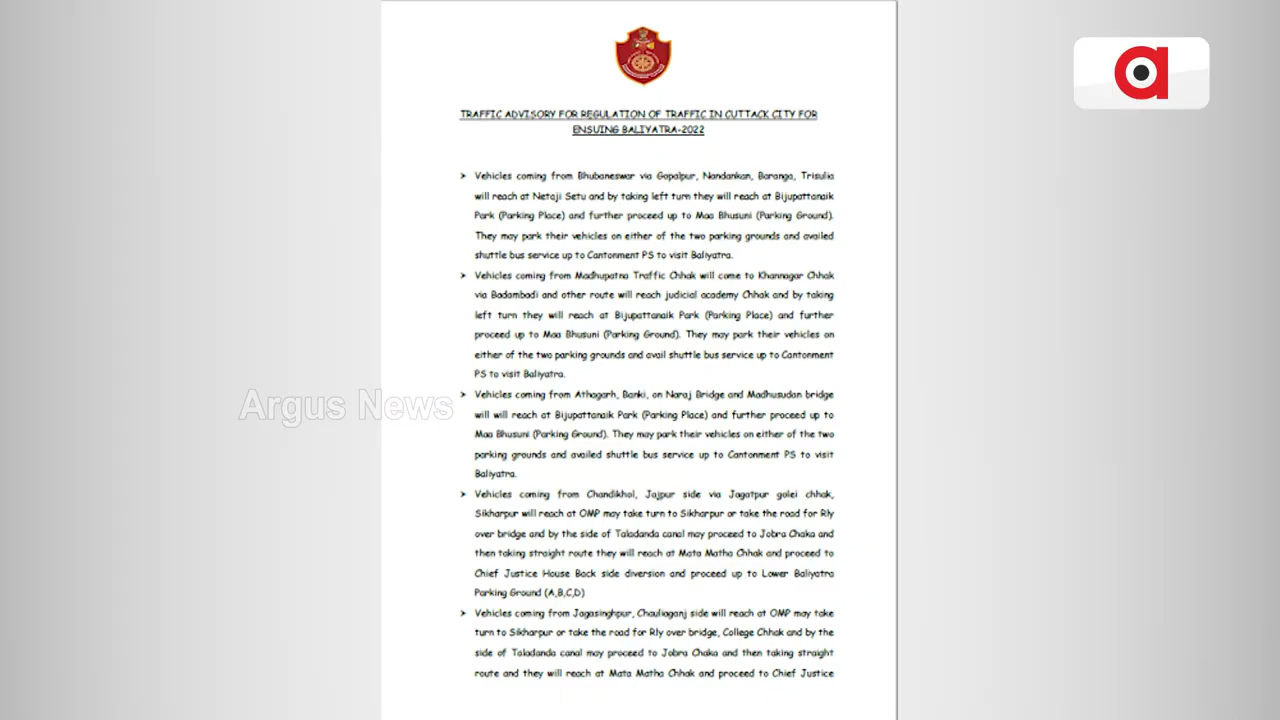 TRAFFIC ADVISORY FOR REGULATION OF TRAFFIC IN CUTTACK CITY FOR
ENSUING BALIYATRA-2022
➤ Vehicles coming from Bhubaneswar via Gopalpur, Nandankan, Baranga, Trisulia
will reach at Netaji Setu and by taking left turn they will reach at Bijupattanaik
Park (Parking Place) and further proceed up to Maa Bhusuni (Parking Ground).
They may park their vehicles on either of the two parking grounds and availed
shuttle bus service up to Cantonment PS to visit Baliyatra.
➤ Vehicles coming from Madhupatna Traffic Chhak will come to Khannagar Chhak
via Badambadi and other route will reach judicial academy Chhak and by taking
left turn they will reach at Bijupattanaik Park (Parking Place) and further
proceed up to Maa Bhusuni (Parking Ground). They may park their vehicles on
either of the two parking grounds and avail shuttle bus service up to Cantonment
PS to visit Baliyatra.
➤ Vehicles coming from Athagarh, Banki, on Naraj Bridge and Madhusudan bridge
will will reach at Bijupattanaik Park (Parking Place) and further proceed up to
Maa Bhusuni (Parking Ground). They may park their vehicles on either of the two
parking grounds and availed shuttle bus service up to Cantonment PS to visit
Baliyatra.
➤ Vehicles coming from Chandikhol, Jajpur side via Jagatpur golei chhak,
Sikharpur will reach at OMP may take turn to Sikharpur or take the road for Rly
over bridge and by the side of Taladanda canal may proceed to Jobra Chaka and
then taking straight route they will reach at Mata Matha Chhak and proceed to
Chief Justice House Back side diversion and proceed up to Lower Baliyatra
Parking Ground (A,B,C,D)
➤ Vehicles coming from Jagasinghpur, Chauliaganj side will reach at OMP may take
turn to Sikharpur or take the road for Rly over bridge, College Chhak and by the
side of Taladanda canal may proceed to Jobra Chaka and then taking straight
route and they will reach at Mata Matha Chhak and proceed to Chief Justice
Argus News
a